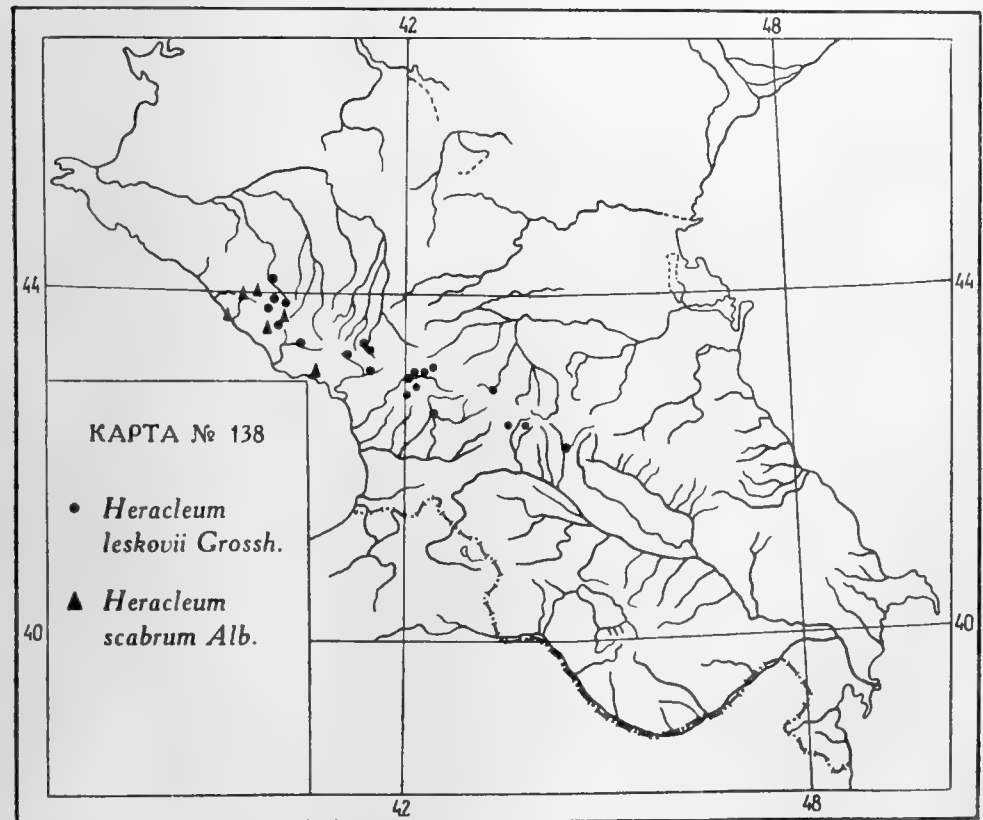 42 48
44 44
КАРТА № 138
Heracleum
leskovii Grossh.
Heracleum
scabrum Alb.
40 40
42 48